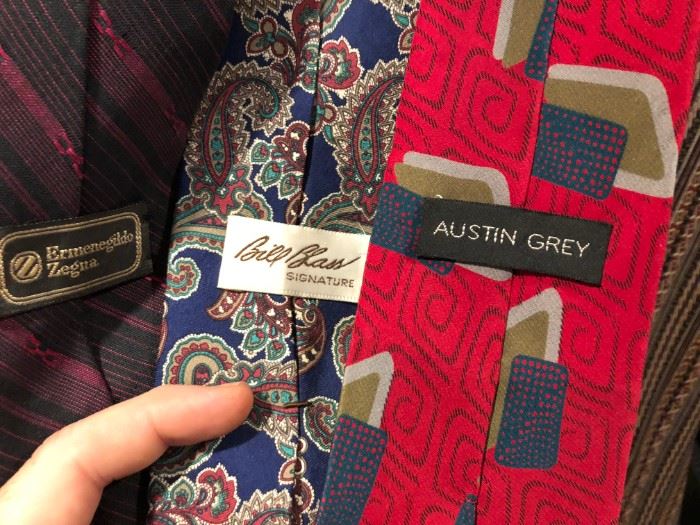 Ermenegildo
Zegna
Bill Blass
SIGNATURE
AUSTIN GREY